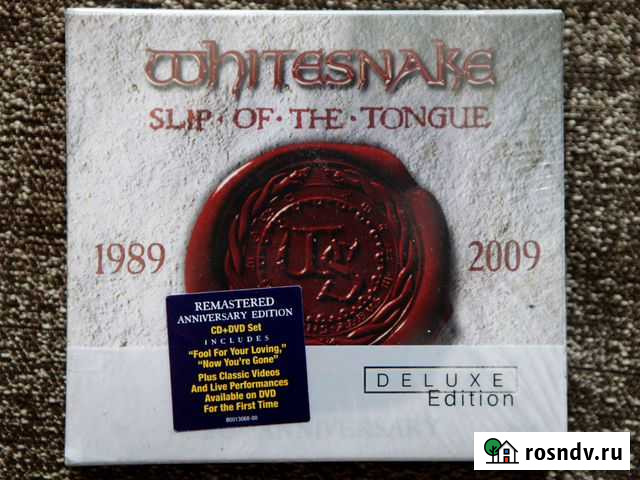 WHITESNAKE
SLIP · OF · THE · TONGUE
1989
2009
REMASTERED
ANNIVERSARY EDITION
CD+DVD Set
INCLUDES
“Fool For Your Loving,”
“Now You’re Gone”
Plus Classic Videos
And Live Performances
Available on DVD
For the First Time
DELUXE
Edition
ANNIVERSARY
rosndv.ru